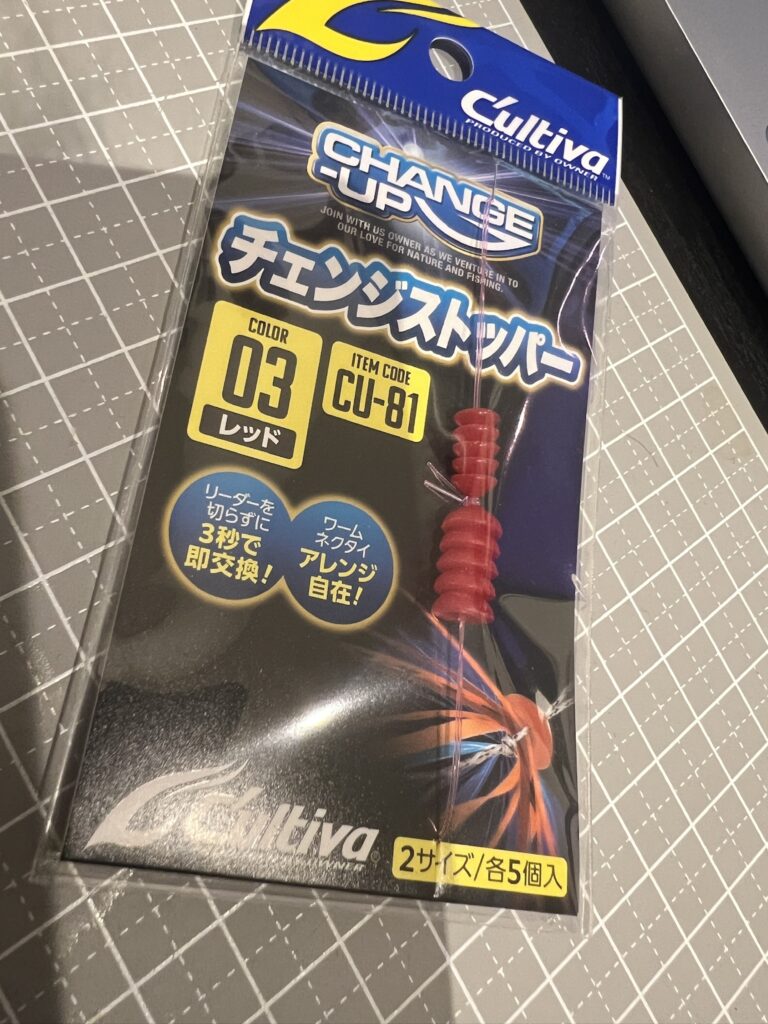 C'ultiva
PRODUCED BY OWNER™
CHANGE
-UP
JOIN WITH US OWNER AS WE VENTURE IN TO
OUR LOVE FOR NATURE AND FISHING.
チェンジストッパー
COLOR
03
レッド
ITEM CODE
CU-81
リーダーを
切らずに
3秒で
即交換!
ワーム
ネクタイ
アレンジ
自在!
C'ultiva®
OWNER
2サイズ/各5個入